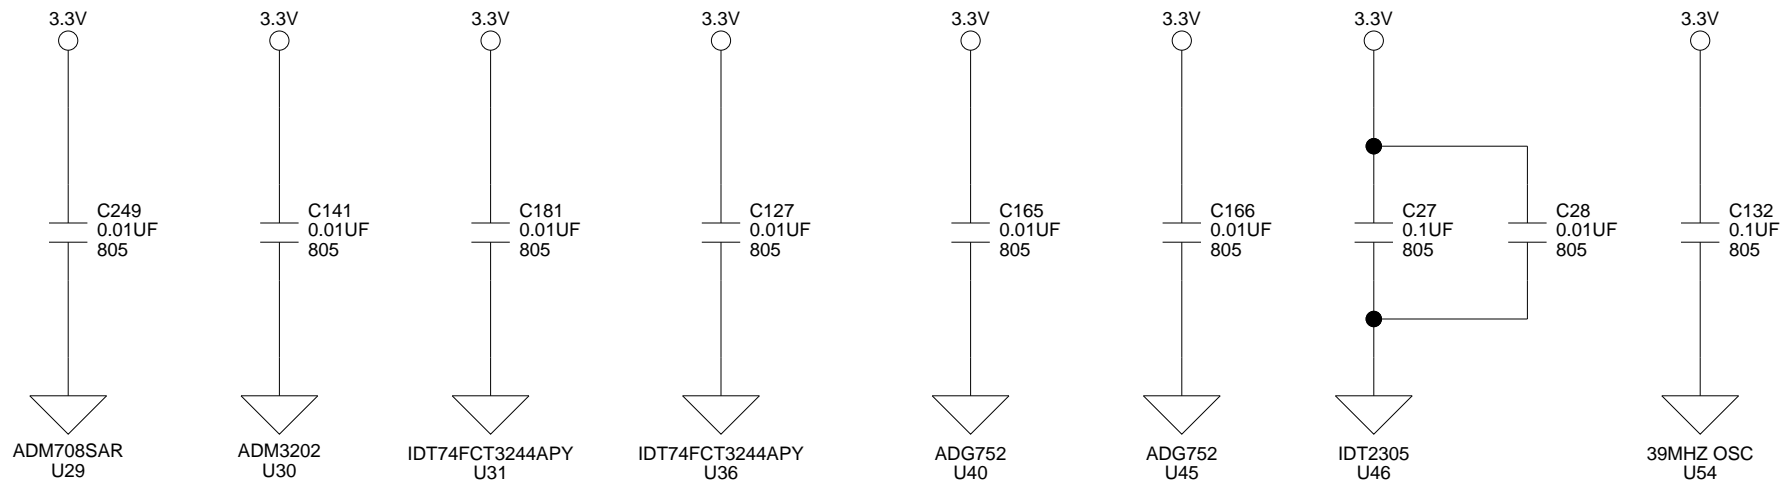 3.3V
3.3V
3.3V
3.3V
3.3V
3.3V
3.3V
3.3V
C249
0.01UF
805
C141
0.01UF
805
C181
0.01UF
805
C127
0.01UF
805
C165
0.01UF
805
C166
0.01UF
805
C27
0.1UF
805
C28
0.01UF
805
C132
0.1UF
805
ADM708SAR
U29
ADM3202
U30
IDT74FCT3244APY
U31
IDT74FCT3244APY
U36
ADG752
U40
ADG752
U45
IDT2305
U46
39MHZ OSC
U54